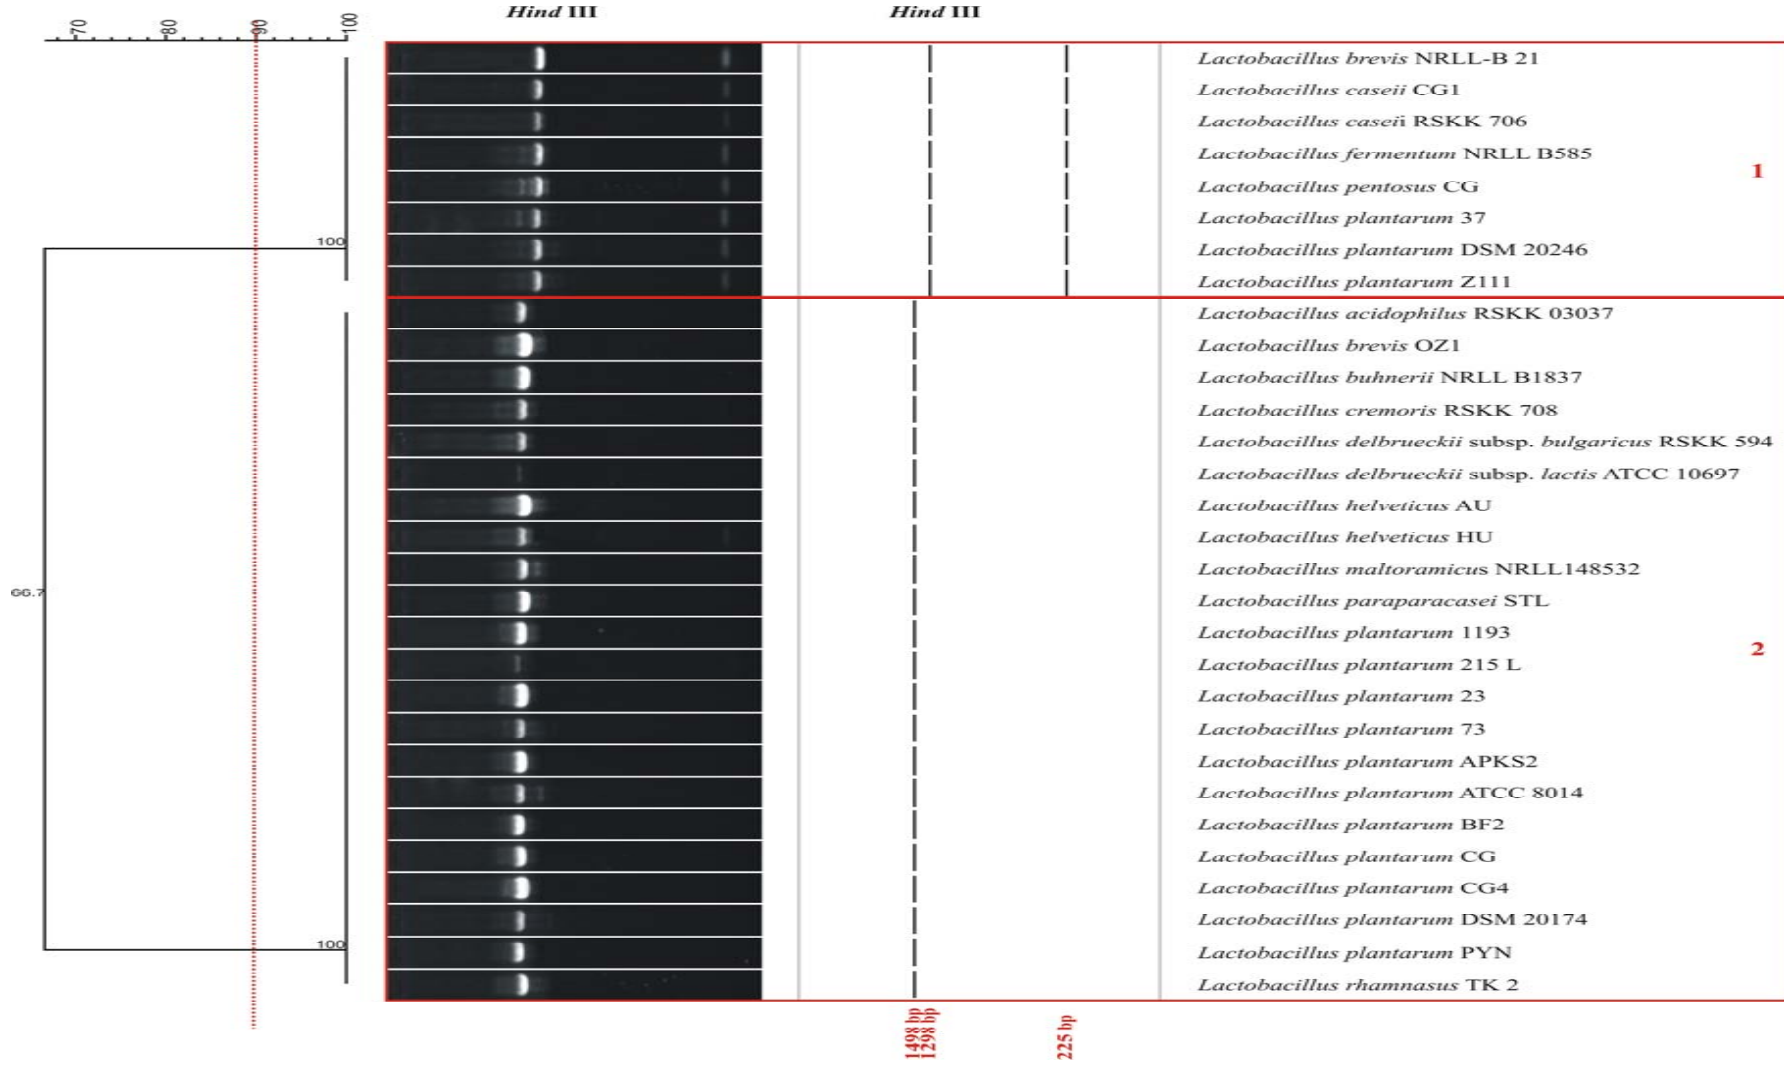 70 80 90 100
Hind III Hind III
Lactobacillus brevis NRLL-B 21
Lactobacillus caseii CG1
Lactobacillus caseii RSKK 706
Lactobacillus fermentum NRLL B585
1
Lactobacillus pentosus CG
Lactobacillus plantarum 37
100
Lactobacillus plantarum DSM 20246
Lactobacillus plantarum Z111
Lactobacillus acidophilus RSKK 03037
Lactobacillus brevis OZ1
Lactobacillus buhnerii NRLL B1837
Lactobacillus cremoris RSKK 708
Lactobacillus delbrueckii subsp. bulgaricus RSKK 594
Lactobacillus delbrueckii subsp. lactis ATCC 10697
Lactobacillus helveticus AU
Lactobacillus helveticus HU
Lactobacillus maltoramicus NRLL148532
66.7
Lactobacillus paraparacasei STL
Lactobacillus plantarum 1193
2
Lactobacillus plantarum 215 L
Lactobacillus plantarum 23
Lactobacillus plantarum 73
Lactobacillus plantarum APKS2
Lactobacillus plantarum ATCC 8014
Lactobacillus plantarum BF2
Lactobacillus plantarum CG
Lactobacillus plantarum CG4
Lactobacillus plantarum DSM 20174
100
Lactobacillus plantarum PYN
Lactobacillus rhamnasus TK 2
1498 bp
1298 bp
225 bp